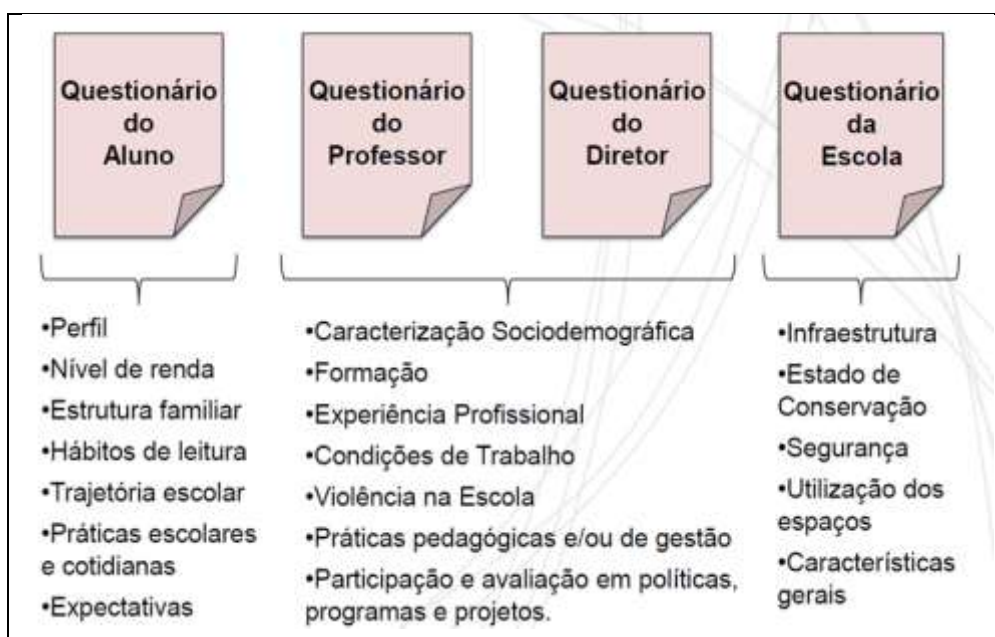 Questionário
do
Aluno
Questionário
do
Professor
Questionário
do
Diretor
Questionário
da
Escola
•Perfil
•Nível de renda
•Estrutura familiar
•Hábitos de leitura
•Trajetória escolar
•Práticas escolares
e cotidianas
•Expectativas
•Caracterização Sociodemográfica
•Formação
•Experiência Profissional
•Condições de Trabalho
•Violência na Escola
•Práticas pedagógicas e/ou de gestão
•Participação e avaliação em políticas,
programas e projetos.
•Infraestrutura
•Estado de
Conservação
•Segurança
•Utilização dos
espaços
•Características
gerais